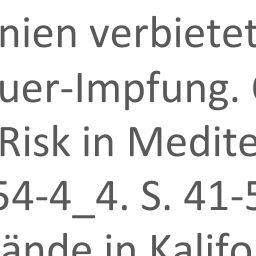 nien verbietet
uer-Impfung.
Risk in Medite
54-4_4. S. 41-5
ände in Kalifo